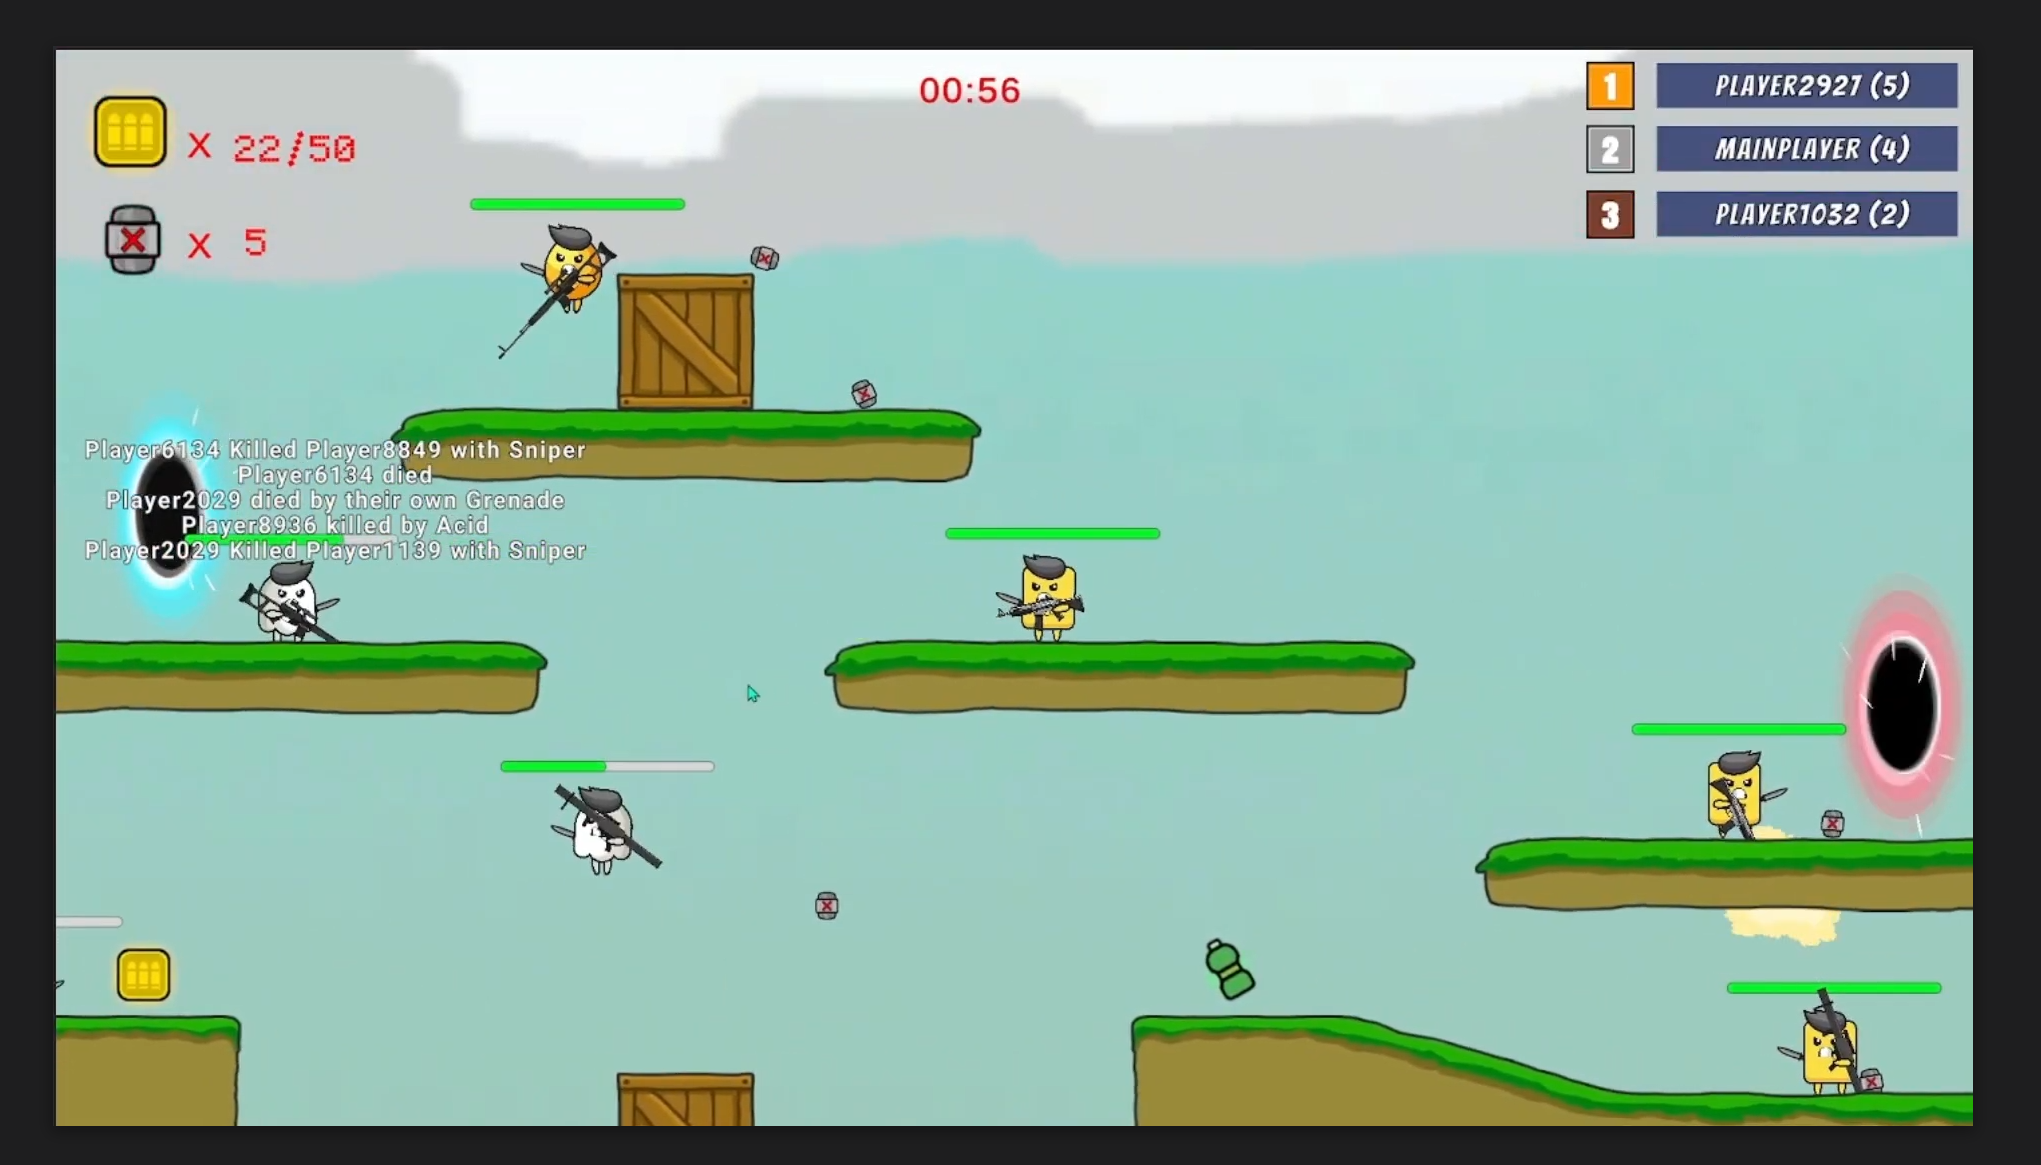 00:56
x 22/50
x 5
1 PLAYER2927 (5)
2 MAINPLAYER (4)
3 PLAYER1032 (2)
Player6134 Killed Player8849 with Sniper
Player6134 died
Player2029 died by their own Grenade
Player8936 killed by Acid
Player2029 Killed Player1139 with Sniper